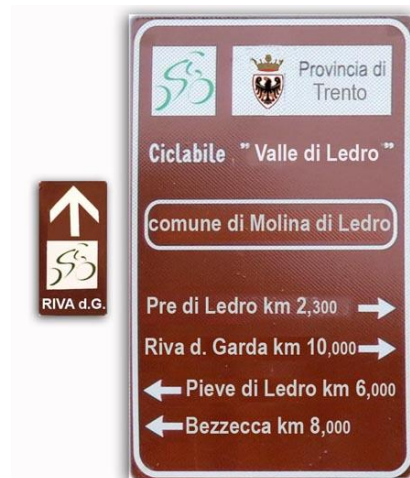 Provincia di
Trento
Ciclabile " Valle di Ledro "
comune di Molina di Ledro
Pre di Ledro km 2,300
Riva d. Garda km 10,000
Pieve di Ledro km 6,000
Bezzecca km 8,000
RIVA d.G.